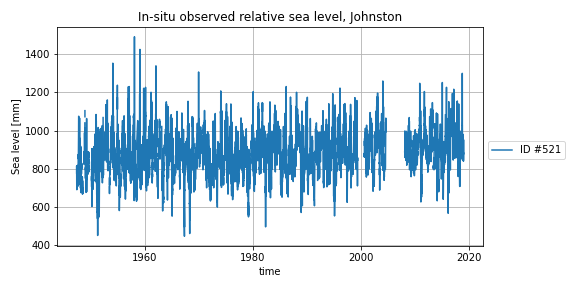 In-situ observed relative sea level, Johnston
1400
1200
1000
800
600
400
Sea level [mm]
1960
1980
2000
2020
time
ID #521